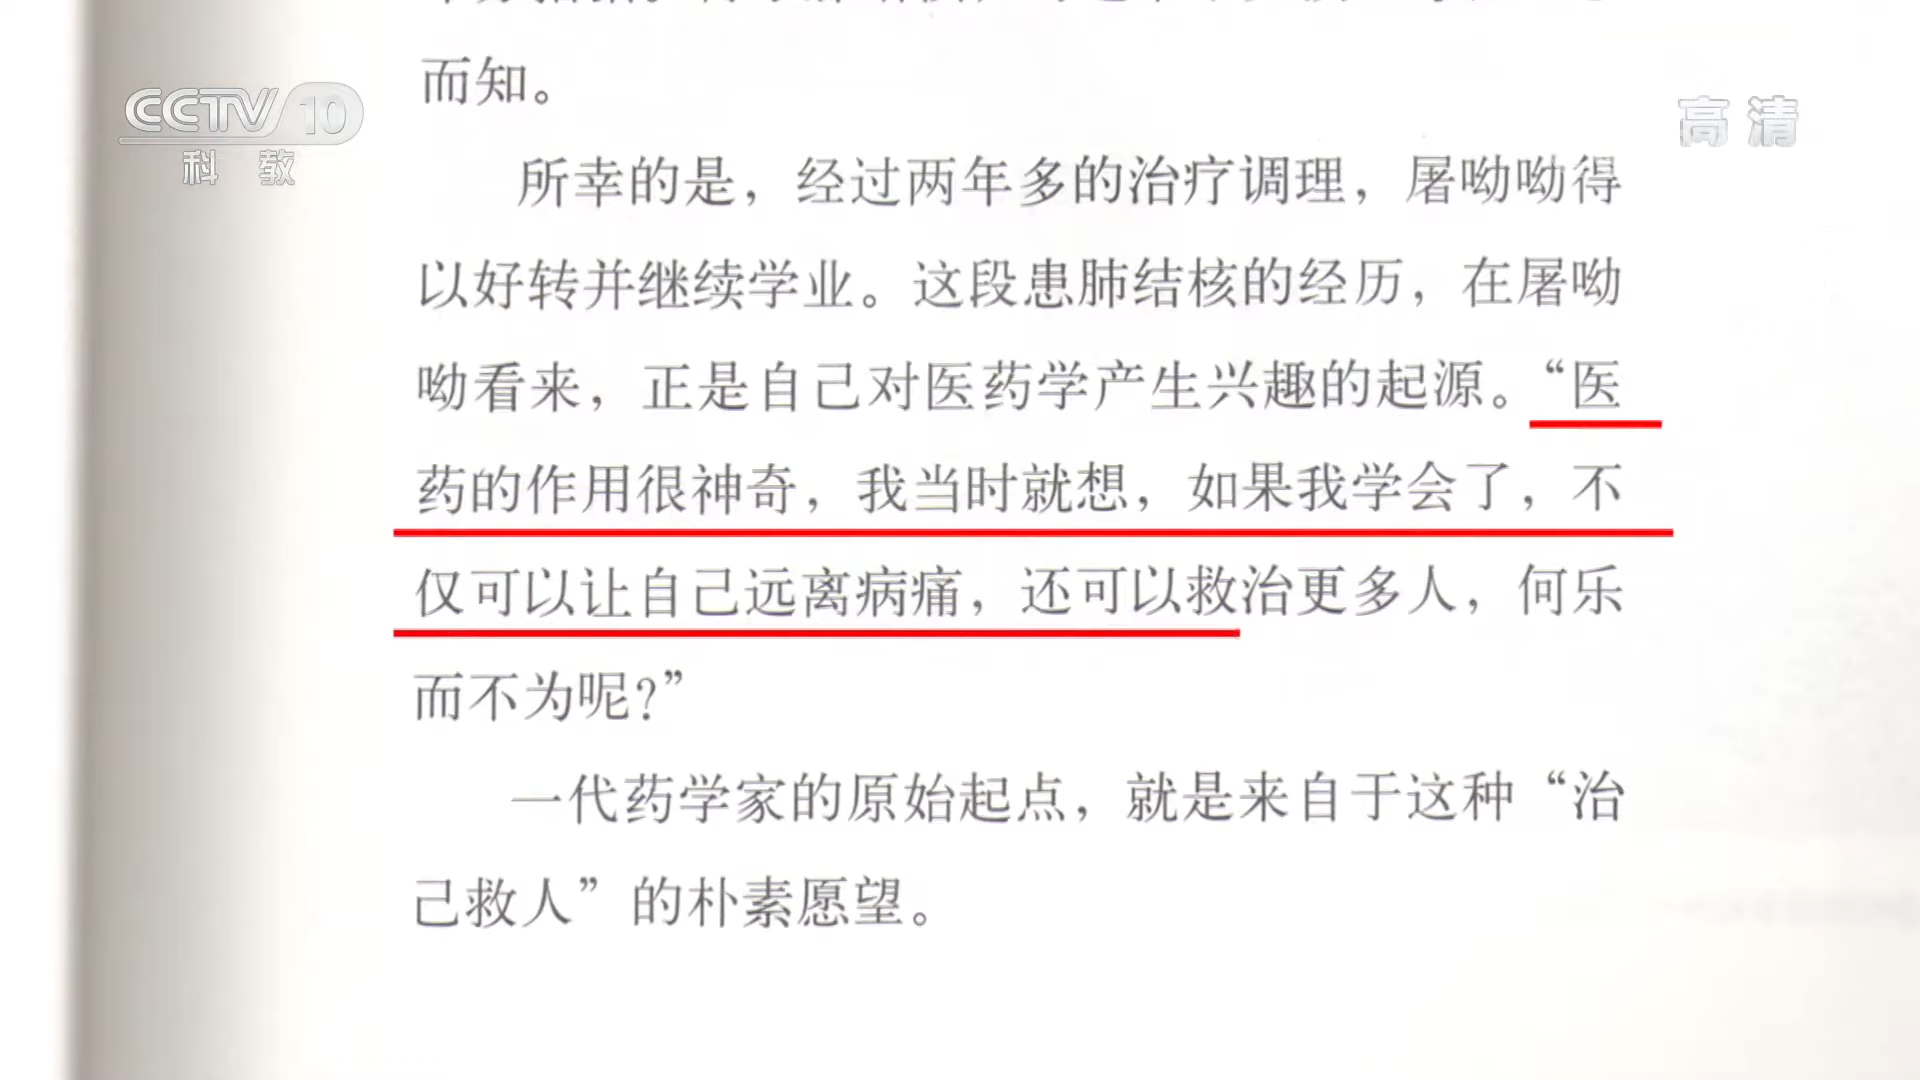 而知。
CCTV 10
科教
高清
所幸的是，经过两年多的治疗调理，屠呦呦得
以好转并继续学业。这段患肺结核的经历，在屠呦
呦看来，正是自己对医药学产生兴趣的起源。“医
药的作用很神奇，我当时就想，如果我学会了，不
仅可以让自己远离病痛，还可以救治更多人，何乐
而不为呢？”
一代药学家的原始起点，就是来自于这种“治
己救人”的朴素愿望。